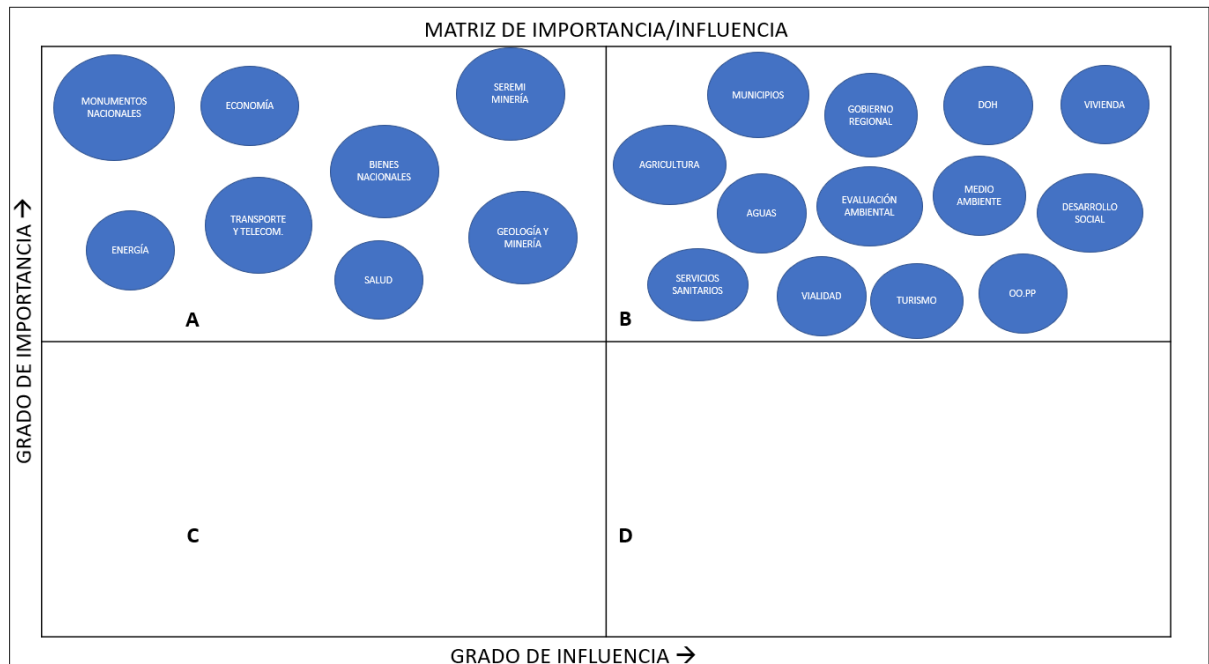 MATRIZ DE IMPORTANCIA/INFLUENCIA
GRADO DE IMPORTANCIA →
MONUMENTOS
NACIONALES
ECONOMÍA
SEREMI
MINERÍA
BIENES
NACIONALES
TRANSPORTE
Y TELECOM.
ENERGÍA
GEOLOGÍA Y
MINERÍA
SALUD
A
MUNICIPIOS
GOBIERNO
REGIONAL
DOH
VIVIENDA
AGRICULTURA
AGUAS
EVALUACIÓN
AMBIENTAL
MEDIO
AMBIENTE
DESARROLLO
SOCIAL
SERVICIOS
SANITARIOS
VIALIDAD
TURISMO
OO.PP
B
C
D
GRADO DE INFLUENCIA →